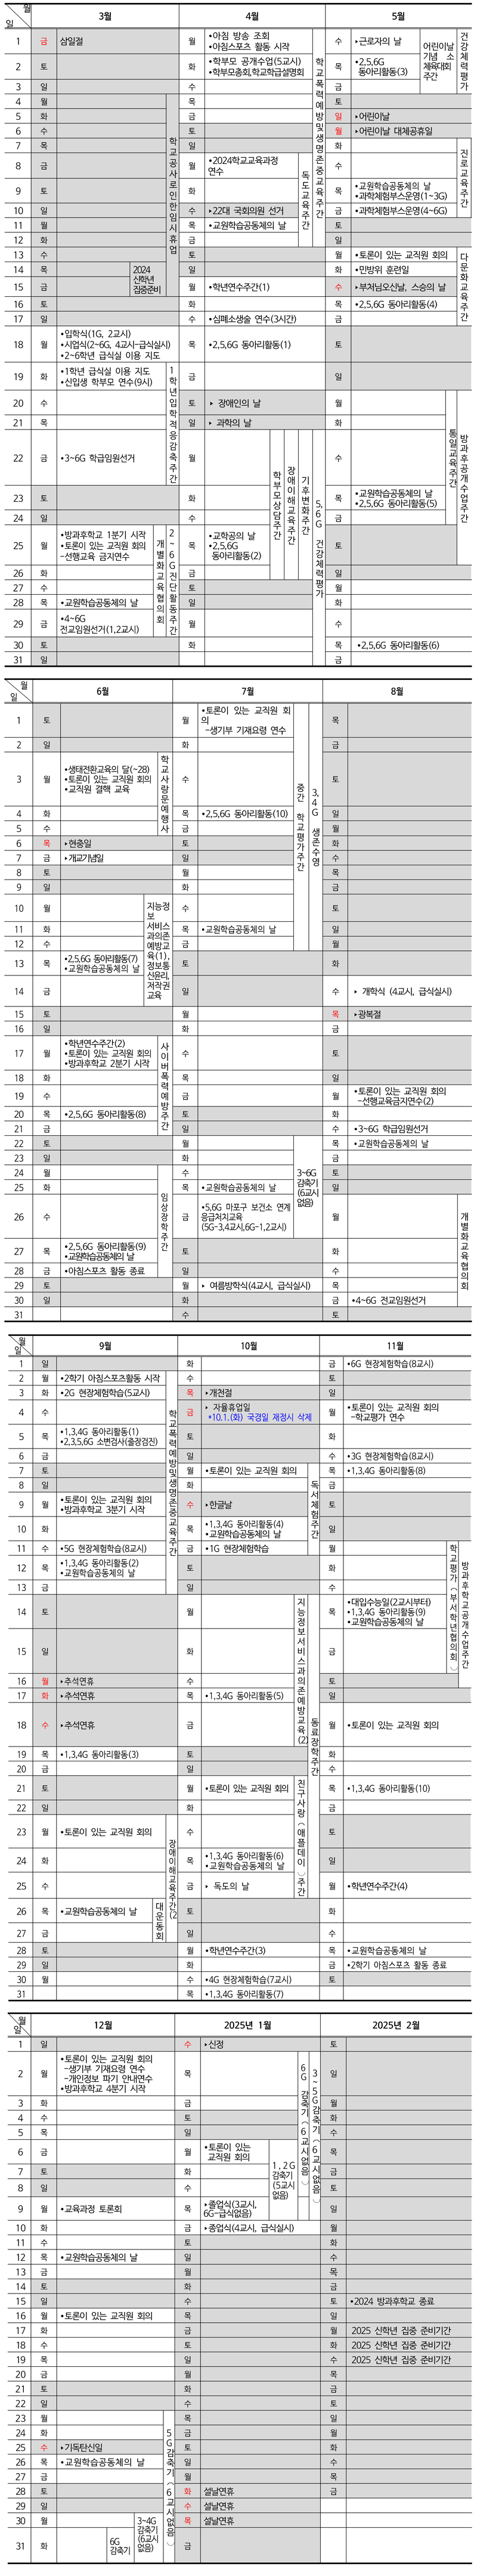 월
일
3월
4월
5월
1 금 삼일절
월 •아침 방송 조회
•아침스포츠 활동 시작
수 ‣근로자의 날
2 토
화 •학부모 공개수업(5교시)
•학부모총회,학교학급설명회
목 •2,5,6G
동아리활동(3)
어린이날
기념 소
체육대회
주간
건강체력평가
3 일 수 금
4 월 목 토
5 화 금 일 ‣어린이날
6 수 토 월 ‣어린이날 대체공휴일
7 목 일 화
8 금
월 •2024학교교육과정
연수
수
9 토 화
목 •교원학습공동체의 날
•과학체험부스운영(1~3G)
10 일 수 ‣22대 국회의원 선거
금 •과학체험부스운영(4~6G)
11 월 목 •교원학습공동체의 날 토
12 화 금 일
학교공사로인한임시휴업
학교폭력예방및생명존중교육주간
독도교육주간
진로교육주간
13 수 토 월 •토론이 있는 교직원 회의
14 목 일 화 •민방위 훈련일
15 금 월 •학년연수주간(1) 수 ‣부처님오신날, 스승의 날
2024
신학년
집중준비
16 토 화 목 •2,5,6G 동아리활동(4)
17 일 수 •심폐소생술 연수(3시간) 금
다문화교육주간
18 월 •입학식(1G, 2교시)
•시업식(2~6G, 4교시-급식실시)
•2~6학년 급식실 이용 지도
목 •2,5,6G 동아리활동(1)
토
19 화 •1학년 급식실 이용 지도
•신입생 학부모 연수(9시)
금 일
20 수 토 ‣ 장애인의 날 월
21 목 일 ‣ 과학의 날 화
22 금 •3~6G 학급임원선거
월 수
1학년입학적응감축주간
23 토 화 목 •교원학습공동체의 날
•2,5,6G 동아리활동(5)
24 일 수 금
통일교육주간
방과후공개수업주간
25 월 •방과후학교 1분기 시작
•토론이 있는 교직원 회의
-선행교육 금지연수
목 •교학공의 날
•2,5,6G
동아리활동(2)
토
26 화 금 일
학부모상담주간
장애이해교육주간
기후변화주간
5,6G 건강체력평가
27 수 토 월
28 목 •교원학습공동체의 날 일 화
29 금 •4~6G
전교임원선거(1,2교시)
월 수
개별화교육협의회
2~6G진단활동주간
30 토 화 목 •2,5,6G 동아리활동(6)
31 일 금
월
일
6월
7월
8월
1 토
월 •토론이 있는 교직원 회
의
-생기부 기재요령 연수
목
2 일 화 금
3 월 •생태전환교육의 달(~28)
•토론이 있는 교직원 회의
•교직원 결핵 교육
수 토
4 화 목 •2,5,6G 동아리활동(10) 일
5 수 금 월
학교사랑문예행사
6 목 ‣현충일 토 화
7 금 ‣개교기념일 일 수
8 토 월 목
9 일 화 금
10 월 수 토
11 화 목 •교원학습공동체의 날 일
12 수 금 월
중간 학교평가주간
3,4G 생존수영
13 목 •2,5,6G 동아리활동(7)
•교원학습공동체의 날
토 화
14 금 일 수 ‣ 개학식 (4교시, 급식실시)
지능정
보
서비스
과의존
예방교
육(1),
정보통
신윤리,
저작권
교육
15 토 월 목 ‣광복절
16 일 화 금
17 월 •학년연수주간(2)
•토론이 있는 교직원 회의
•방과후학교 2분기 시작
수 토
18 화 목 일
19 수 금 월 •토론이 있는 교직원 회의
-선행교육금지연수(2)
20 목 •2,5,6G 동아리활동(8) 토 화
21 금 일 수 •3~6G 학급임원선거
사이버폭력예방주간
22 토 월 목 •교원학습공동체의 날
23 일 화 금
24 월 수 토
25 화 목 •교원학습공동체의 날 일
26 수 금 •5,6G 마포구 보건소 연계
응급처치교육
(5G-3,4교시,6G-1,2교시)
월
3~6G
감축기
(6교시
없음)
27 목 •2,5,6G 동아리활동(9)
•교원학습공동체의 날
토 화
28 금 •아침스포츠 활동 종료 일 수
임상장학주간
29 토 월 ‣ 여름방학식(4교시, 급식실시) 목
30 일 화 금 •4~6G 전교임원선거
31 수 토
개별화교육협의회
월
일
9월
10월
11월
1 일 화 금 •6G 현장체험학습(8교시)
2 월 •2학기 아침스포츠활동 시작 수 토
3 화 •2G 현장체험학습(5교시) 목 ‣개천절 일
4 수 금 ‣ 자율휴업일
*10.1.(화) 국경일 재정시 삭제
월 •토론이 있는 교직원 회의
-학교평가 연수
5 목 •1,3,4G 동아리활동(1)
•2,3,5,6G 소변검사(출장검진)
토 화
6 금 일 수 •3G 현장체험학습(8교시)
7 토 월 •토론이 있는 교직원 회의 목 •1,3,4G 동아리활동(8)
8 일 화 금
9 월 •토론이 있는 교직원 회의
•방과후학교 3분기 시작
수 ‣한글날 토
10 화 목 •1,3,4G 동아리활동(4)
•교원학습공동체의 날
일
11 수 •5G 현장체험학습(8교시) 금 •1G 현장체험학습 월
독서체험주간
12 목 •1,3,4G 동아리활동(2)
•교원학습공동체의 날
토 화
13 금 일 수
학교폭력예방및생명존중교육주간
14 토 월 목 •대입수능일(2교시부터)
•1,3,4G 동아리활동(9)
•교원학습공동체의 날
15 일 화 금
학교평가(부서학년협의회)
방과후학교공개수업주간
16 월 ‣추석연휴 수 토
17 화 ‣추석연휴 목 •1,3,4G 동아리활동(5) 일
18 수 ‣추석연휴 금 월 •토론이 있는 교직원 회의
지능정보서비스과의존예방교육(2)
19 목 •1,3,4G 동아리활동(3) 토 화
20 금 일 수
21 토 월 •토론이 있는 교직원 회의 목 •1,3,4G 동아리활동(10)
22 일 화 금
23 월 •토론이 있는 교직원 회의 수 토
24 화 목 •1,3,4G 동아리활동(6)
•교원학습공동체의 날
일
25 수 금 ‣ 독도의 날 월 •학년연수주간(4)
친구사랑(애플데이)주간
동료장학주간
26 목 •교원학습공동체의 날 토 화
27 금 일 수
대운동회
장애이해교육주간(2
28 토 월 •학년연수주간(3) 목 •교원학습공동체의 날
29 일 화 금 •2학기 아침스포츠 활동 종료
30 월 수 •4G 현장체험학습(7교시) 토
31 목 •1,3,4G 동아리활동(7)
월
일
12월
2025년 1월
2025년 2월
1 일 수 ‣신정 토
2 월 •토론이 있는 교직원 회의
-생기부 기재요령 연수
-개인정보 파기 안내연수
•방과후학교 4분기 시작
목 일
3 화 금 월
4 수 토 화
5 목 일 수
6 금 월 •토론이 있는
교직원 회의
목
7 토 화 금
8 일 수 토
1,2G
감축기
(5교시
없음)
9 월 •교육과정 토론회 목 ‣졸업식(3교시,
6G-급식없음)
일
6G 감축기(6교시없음)
3~5G감축기(6교시없음)
10 화 금 ‣종업식(4교시, 급식실시) 월
11 수 토 화
12 목 •교원학습공동체의 날 일 수
13 금 월 목
14 토 화 금
15 일 수 토 •2024 방과후학교 종료
16 월 •토론이 있는 교직원 회의 목 일
17 화 금 월 2025 신학년 집중 준비기간
18 수 토 화 2025 신학년 집중 준비기간
19 목 일 수 2025 신학년 집중 준비기간
20 금 월 목
21 토 화 금
22 일 수 토
23 월 목 일
24 화 금 월
25 수 ‣기독탄신일 토 화
26 목 •교원학습공동체의 날 일 수
27 금 월 목
28 토 화 설날연휴 금
29 일 수 설날연휴
30 월 목 설날연휴
31 화 금
6G
감축기
3~4G
감축기
(6교시
없음)
5G감축기(6교시없음)